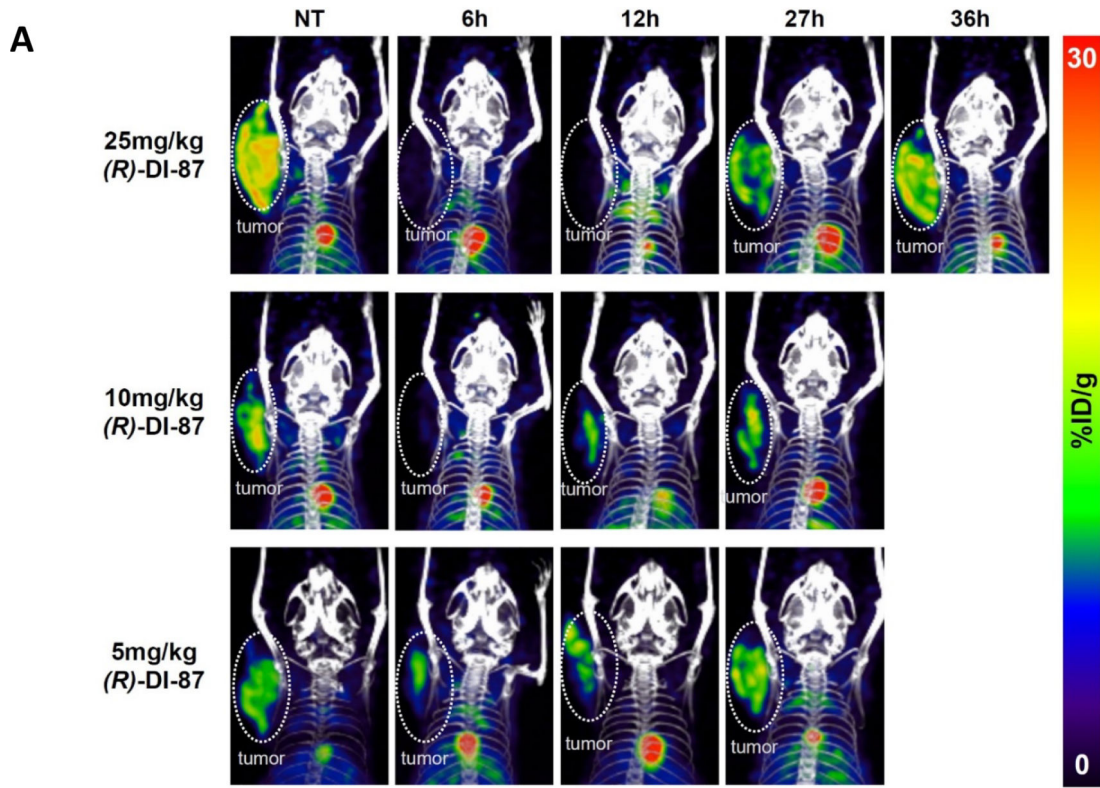 A
NT 6h 12h 27h 36h
25mg/kg
(R)-DI-87
tumor tumor tumor tumor tumor
10mg/kg
(R)-DI-87
tumor tumor tumor umor
5mg/kg
(R)-DI-87
tumor tumor tumor tumor
30
%ID/g
0